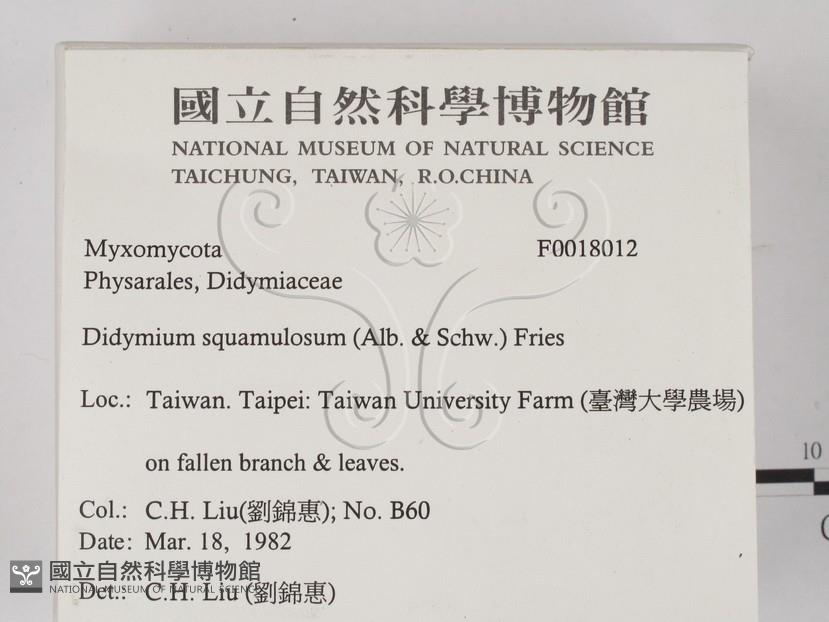 國立自然科學博物館
NATIONAL MUSEUM OF NATURAL SCIENCE
TAICHUNG, TAIWAN, R.O.CHINA
Myxomycota F0018012
Physarales, Didymiaceae
Didymium squamulosum (Alb. & Schw.) Fries
Loc.: Taiwan. Taipei: Taiwan University Farm (臺灣大學農場)
on fallen branch & leaves.
10
Col.: C.H. Liu(劉錦惠); No. B60
Date: Mar. 18, 1982
國立自然科學博物館
NATIONAL MUSEUM OF NATURAL SCIENCE
Det.: C.H. Liu (劉錦惠)